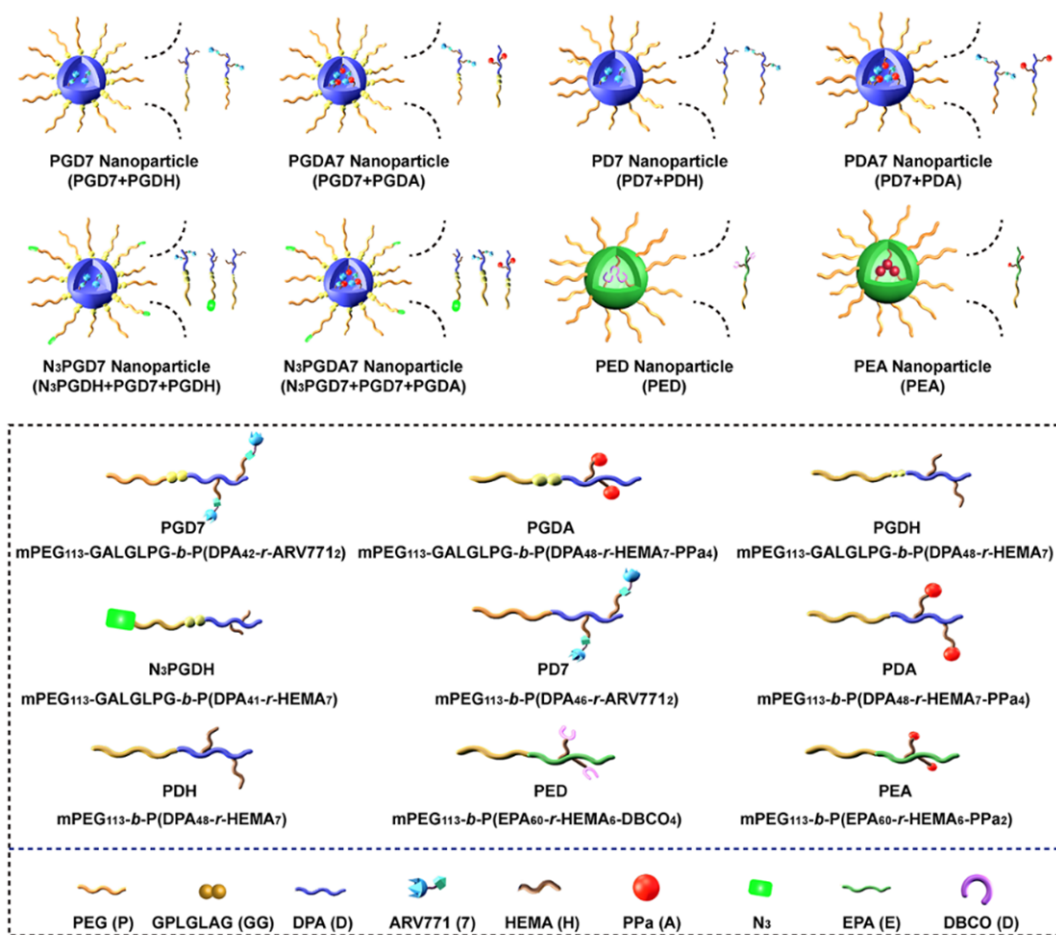 PGD7 Nanoparticle
(PGD7+PGDH)
PGDA7 Nanoparticle
(PGD7+PGDA)
PD7 Nanoparticle
(PD7+PDH)
PDA7 Nanoparticle
(PD7+PDA)
N₃PGD7 Nanoparticle
(N₃PGDH+PGD7+PGDH)
N₃PGDA7 Nanoparticle
(N₃PGD7+PGD7+PGDA)
PED Nanoparticle
(PED)
PEA Nanoparticle
(PEA)
PGD7
mPEG₁₁₃-GALGLPG-b-P(DPA₄₂-r-ARV771₂)
PGDA
mPEG₁₁₃-GALGLPG-b-P(DPA₄₈-r-HEMA₇-PPa₄)
PGDH
mPEG₁₁₃-GALGLPG-b-P(DPA₄₈-r-HEMA₇)
N₃PGDH
mPEG₁₁₃-GALGLPG-b-P(DPA₄₁-r-HEMA₇)
PD7
mPEG₁₁₃-b-P(DPA₄₆-r-ARV771₂)
PDA
mPEG₁₁₃-b-P(DPA₄₈-r-HEMA₇-PPa₄)
PDH
mPEG₁₁₃-b-P(DPA₄₈-r-HEMA₇)
PED
mPEG₁₁₃-b-P(EPA₆₀-r-HEMA₆-DBCO₄)
PEA
mPEG₁₁₃-b-P(EPA₆₀-r-HEMA₆-PPa₂)
PEG (P)
GPLGLAG (GG)
DPA (D)
ARV771 (7)
HEMA (H)
PPa (A)
N₃
EPA (E)
DBCO (D)